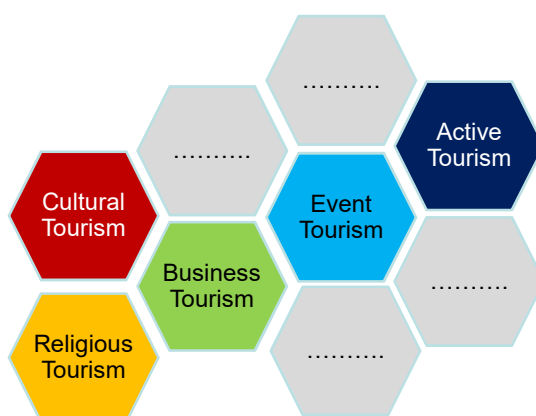 ..........
Active
Tourism
..........
Cultural
Tourism
Event
Tourism
Business
Tourism
..........
Religious
Tourism
..........